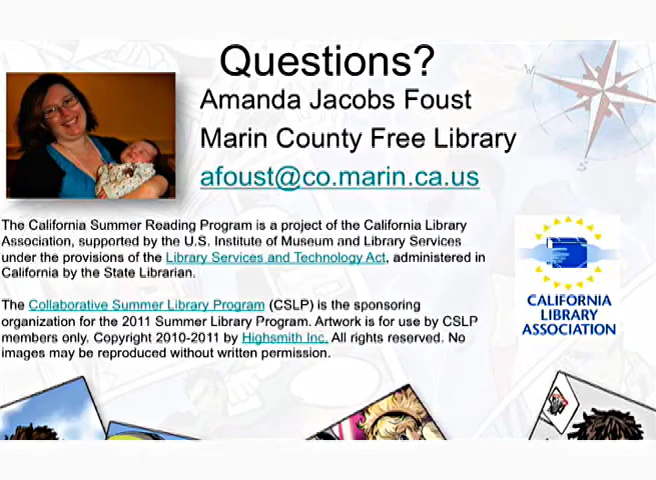 Questions?
Amanda Jacobs Foust
Marin County Free Library
afoust@co.marin.ca.us
The California Summer Reading Program is a project of the California Library
Association, supported by the U.S. Institute of Museum and Library Services
under the provisions of the Library Services and Technology Act, administered in
California by the State Librarian.
The Collaborative Summer Library Program (CSLP) is the sponsoring
organization for the 2011 Summer Library Program. Artwork is for use by CSLP
members only. Copyright 2010-2011 by Highsmith Inc. All rights reserved. No
images may be reproduced without written permission.
CALIFORNIA
LIBRARY
ASSOCIATION
W